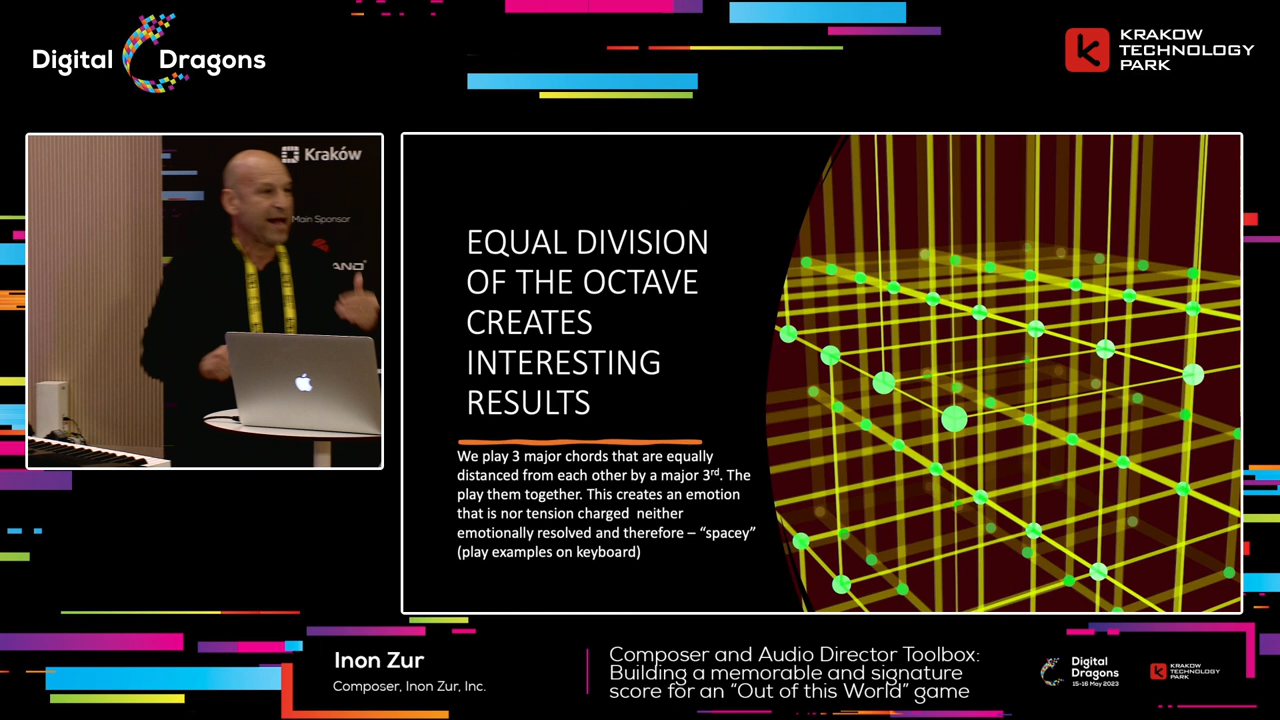 Digital Dragons
KRAKOW
TECHNOLOGY
PARK
Kraków
Main Sponsor
EQUAL DIVISION
OF THE OCTAVE
CREATES
INTERESTING
RESULTS
We play 3 major chords that are equally
distanced from each other by a major 3rd. The
play them together. This creates an emotion
that is nor tension charged neither
emotionally resolved and therefore – “spacey”
(play examples on keyboard)
Inon Zur
Composer, Inon Zur, Inc.
Composer and Audio Director Toolbox:
Building a memorable and signature
score for an “Out of this World” game
Digital
Dragons
15-16 May 2023
KRAKOW
TECHNOLOGY
PARK